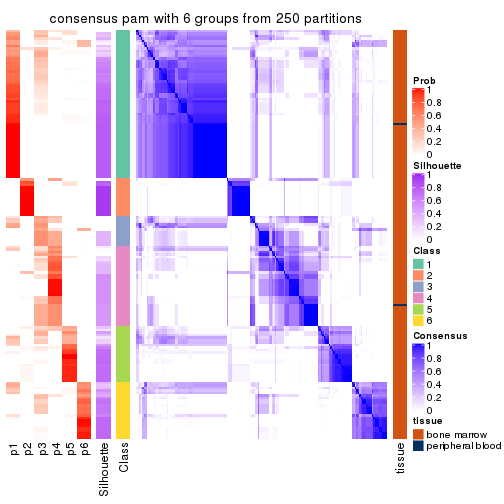 consensus pam with 6 groups from 250 partitions
Prob
1
0.8
0.6
0.4
0.2
0
Silhouette
1
0.8
0.6
0.4
0.2
0
Class
1
2
3
4
5
6
Consensus
1
0.8
0.6
0.4
0.2
0
tissue
bone marrow
peripheral blood
p1
p2
p3
p4
p5
p6
Silhouette
Class
tissue